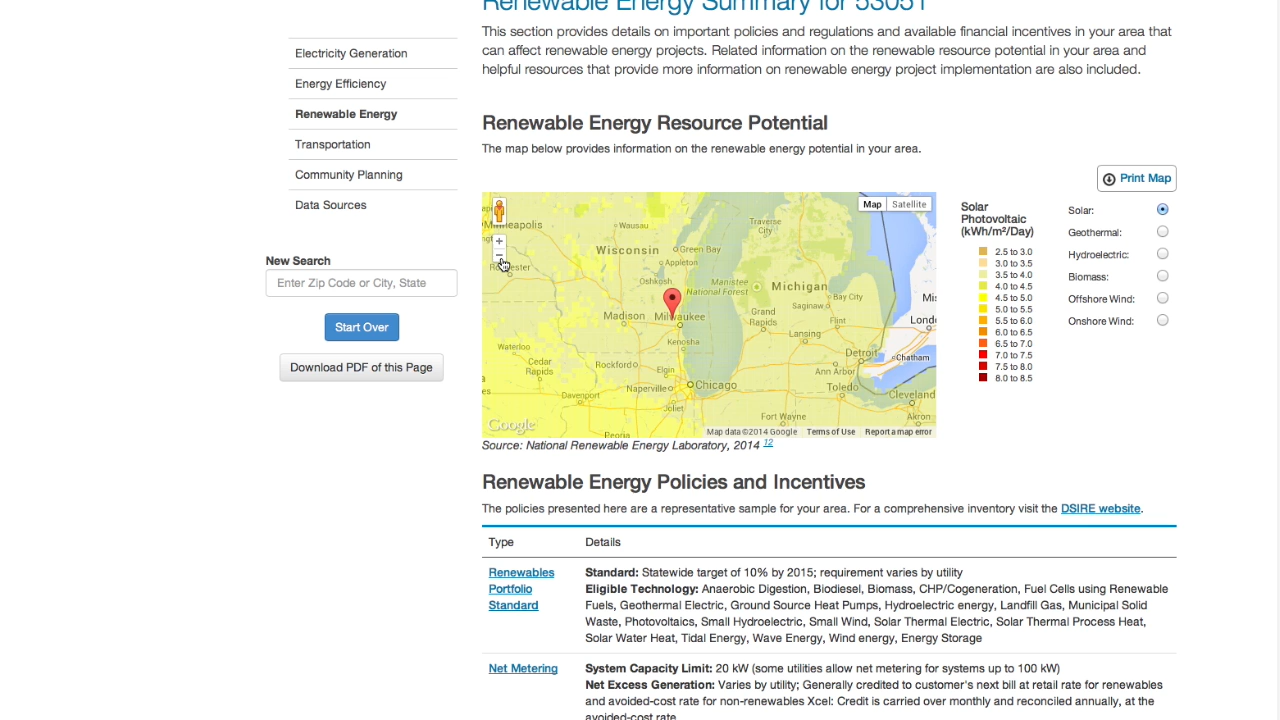 Renewable Energy Summary for 53051
This section provides details on important policies and regulations and available financial incentives in your area that
can affect renewable energy projects. Related information on the renewable resource potential in your area and
helpful resources that provide more information on renewable energy project implementation are also included.
Electricity Generation
Energy Efficiency
Renewable Energy
Transportation
Community Planning
Data Sources
New Search
Enter Zip Code or City, State
Start Over
Download PDF of this Page
Renewable Energy Resource Potential
The map below provides information on the renewable energy potential in your area.
Print Map
Map Satellite
Traverse
City
Wausau
Wisconsin
Green Bay
Appleton
Oshkosh
Manistee
National Forest
Michigan
Bay City
Saginaw
Madison
Milwaukee
Grand
Rapids
Flint
Lansing
Kenosha
Waterloo
Cedar
Rapids
Rockford
Elgin
Detroit
Chatham
Ann Arbor
Naperville
Chicago
Toledo
Cleveland
Davenport
Joliet
Fort Wayne
Akron
Peoria
Google
Map data ©2014 Google Terms of Use Report a map error
Solar
Photovoltaic
(kWh/m²/Day)
2.5 to 3.0
3.0 to 3.5
3.5 to 4.0
4.0 to 4.5
4.5 to 5.0
5.0 to 5.5
5.5 to 6.0
6.0 to 6.5
6.5 to 7.0
7.0 to 7.5
7.5 to 8.0
8.0 to 8.5
Solar:
Geothermal:
Hydroelectric:
Biomass:
Offshore Wind:
Onshore Wind:
Source: National Renewable Energy Laboratory, 2014 12
Renewable Energy Policies and Incentives
The policies presented here are a representative sample for your area. For a comprehensive inventory visit the DSIRE website.
Type Details
Renewables
Portfolio
Standard
Standard: Statewide target of 10% by 2015; requirement varies by utility
Eligible Technology: Anaerobic Digestion, Biodiesel, Biomass, CHP/Cogeneration, Fuel Cells using Renewable
Fuels, Geothermal Electric, Ground Source Heat Pumps, Hydroelectric energy, Landfill Gas, Municipal Solid
Waste, Photovoltaics, Small Hydroelectric, Small Wind, Solar Thermal Electric, Solar Thermal Process Heat,
Solar Water Heat, Tidal Energy, Wave Energy, Wind energy, Energy Storage
Net Metering
System Capacity Limit: 20 kW (some utilities allow net metering for systems up to 100 kW)
Net Excess Generation: Varies by utility; Generally credited to customer's next bill at retail rate for renewables
and avoided-cost rate for non-renewables Xcel: Credit is carried over monthly and reconciled annually, at the
avoided-cost rate